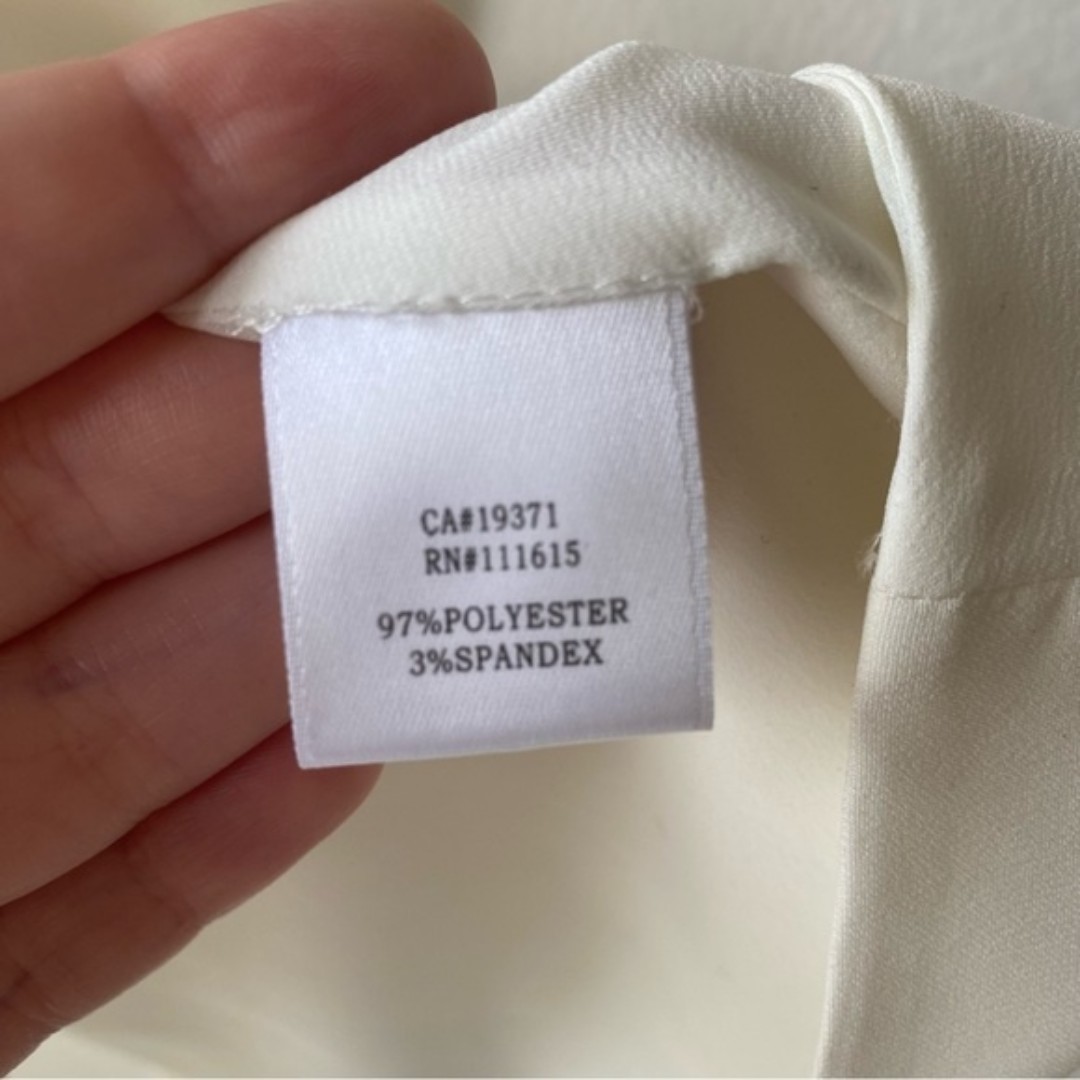 CA#19371
RN#111615
97%POLYESTER
3%SPANDEX